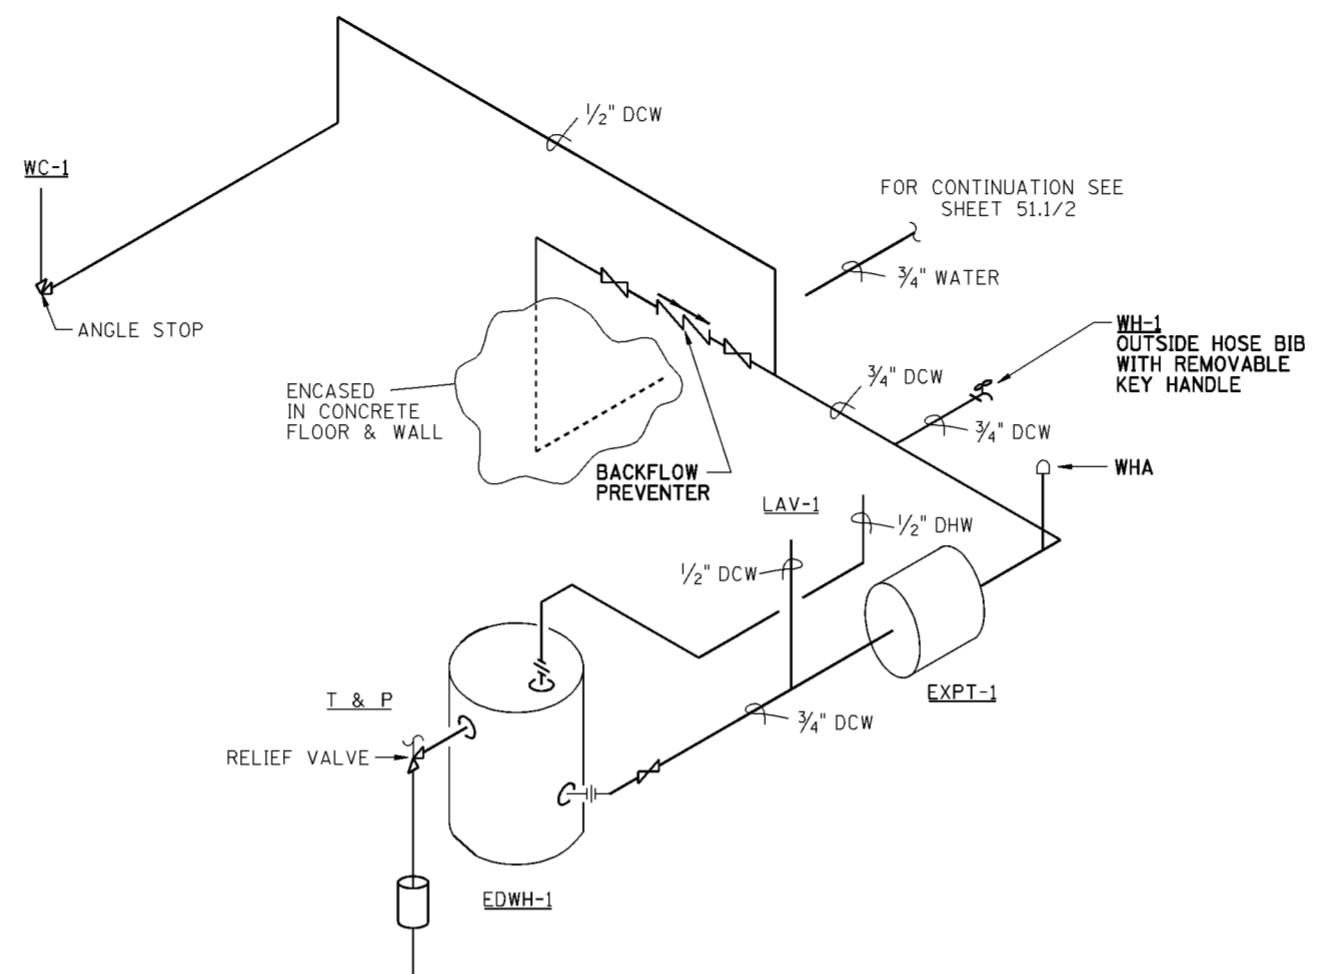 ½" DCW
WC-1
FOR CONTINUATION SEE
SHEET 51.1/2
¾" WATER
ANGLE STOP
WH-1
OUTSIDE HOSE BIB
WITH REMOVABLE
KEY HANDLE
ENCASED
IN CONCRETE
FLOOR & WALL
¾" DCW
¾" DCW
BACKFLOW
PREVENTER
WHA
LAV-1
½" DHW
½" DCW
EXPT-1
T & P
¾" DCW
RELIEF VALVE
EDWH-1